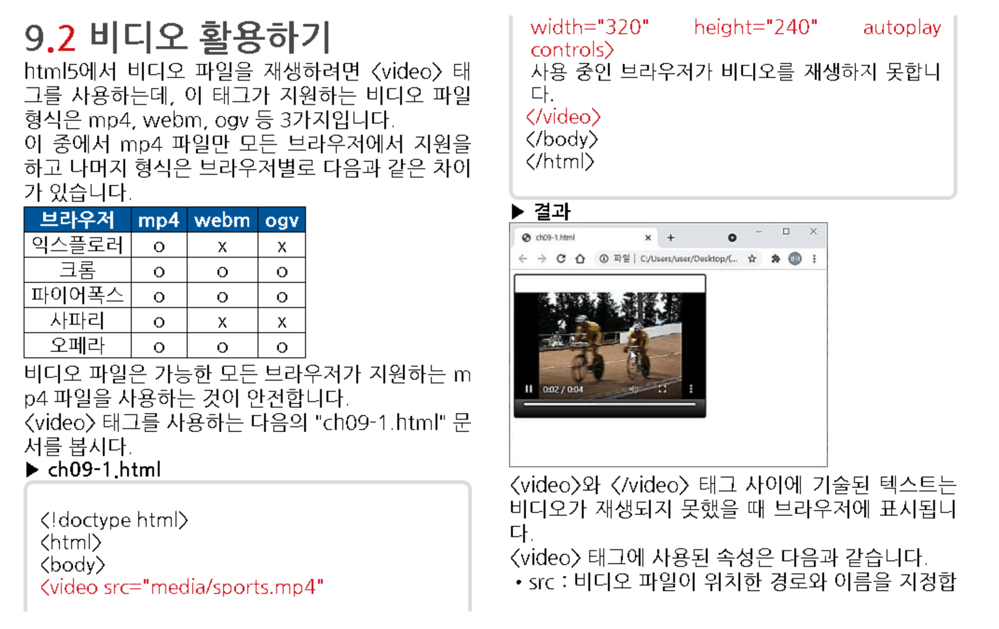 9.2 비디오 활용하기
html5에서 비디오 파일을 재생하려면 〈video〉 태
그를 사용하는데, 이 태그가 지원하는 비디오 파일
형식은 mp4, webm, ogv 등 3가지입니다.
이 중에서 mp4 파일만 모든 브라우저에서 지원을
하고 나머지 형식은 브라우저별로 다음과 같은 차이
가 있습니다.
브라우저 mp4 webm ogv
익스플로러 o x x
크롬 o o o
파이어폭스 o o o
사파리 o x x
오페라 o o o
비디오 파일은 가능한 모든 브라우저가 지원하는 m
p4 파일을 사용하는 것이 안전합니다.
〈video〉 태그를 사용하는 다음의 "ch09-1.html" 문
서를 봅시다.
▶ ch09-1.html
〈!doctype html〉
〈html〉
〈body〉
〈video src="media/sports.mp4"
width="320" height="240" autoplay
controls〉
사용 중인 브라우저가 비디오를 재생하지 못합니
다.
〈/video〉
〈/body〉
〈/html〉
▶ 결과
ch09-1.html
파일 | C:/Users/user/Desktop/(...
0:02 / 0:04
〈video〉와 〈/video〉 태그 사이에 기술된 텍스트는
비디오가 재생되지 못했을 때 브라우저에 표시됩니
다.
〈video〉 태그에 사용된 속성은 다음과 같습니다.
• src : 비디오 파일이 위치한 경로와 이름을 지정합